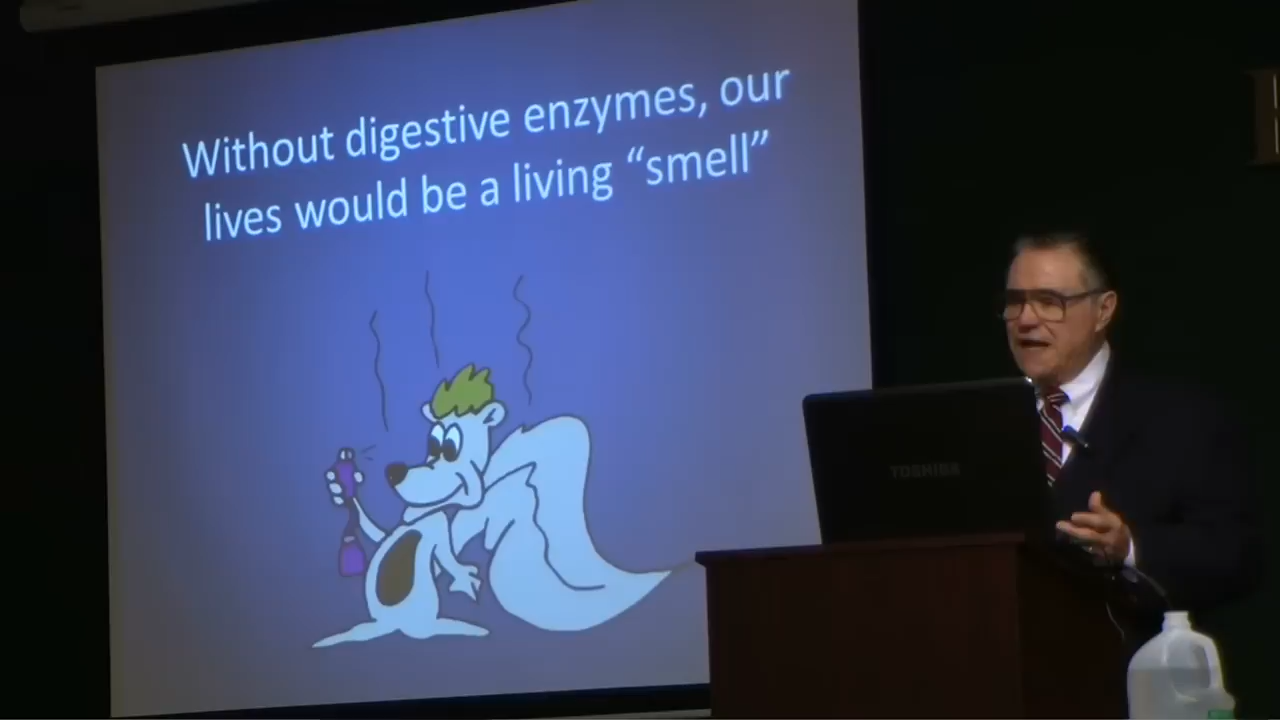 Without digestive enzymes, our
lives would be a living “smell”
TOSHIBA